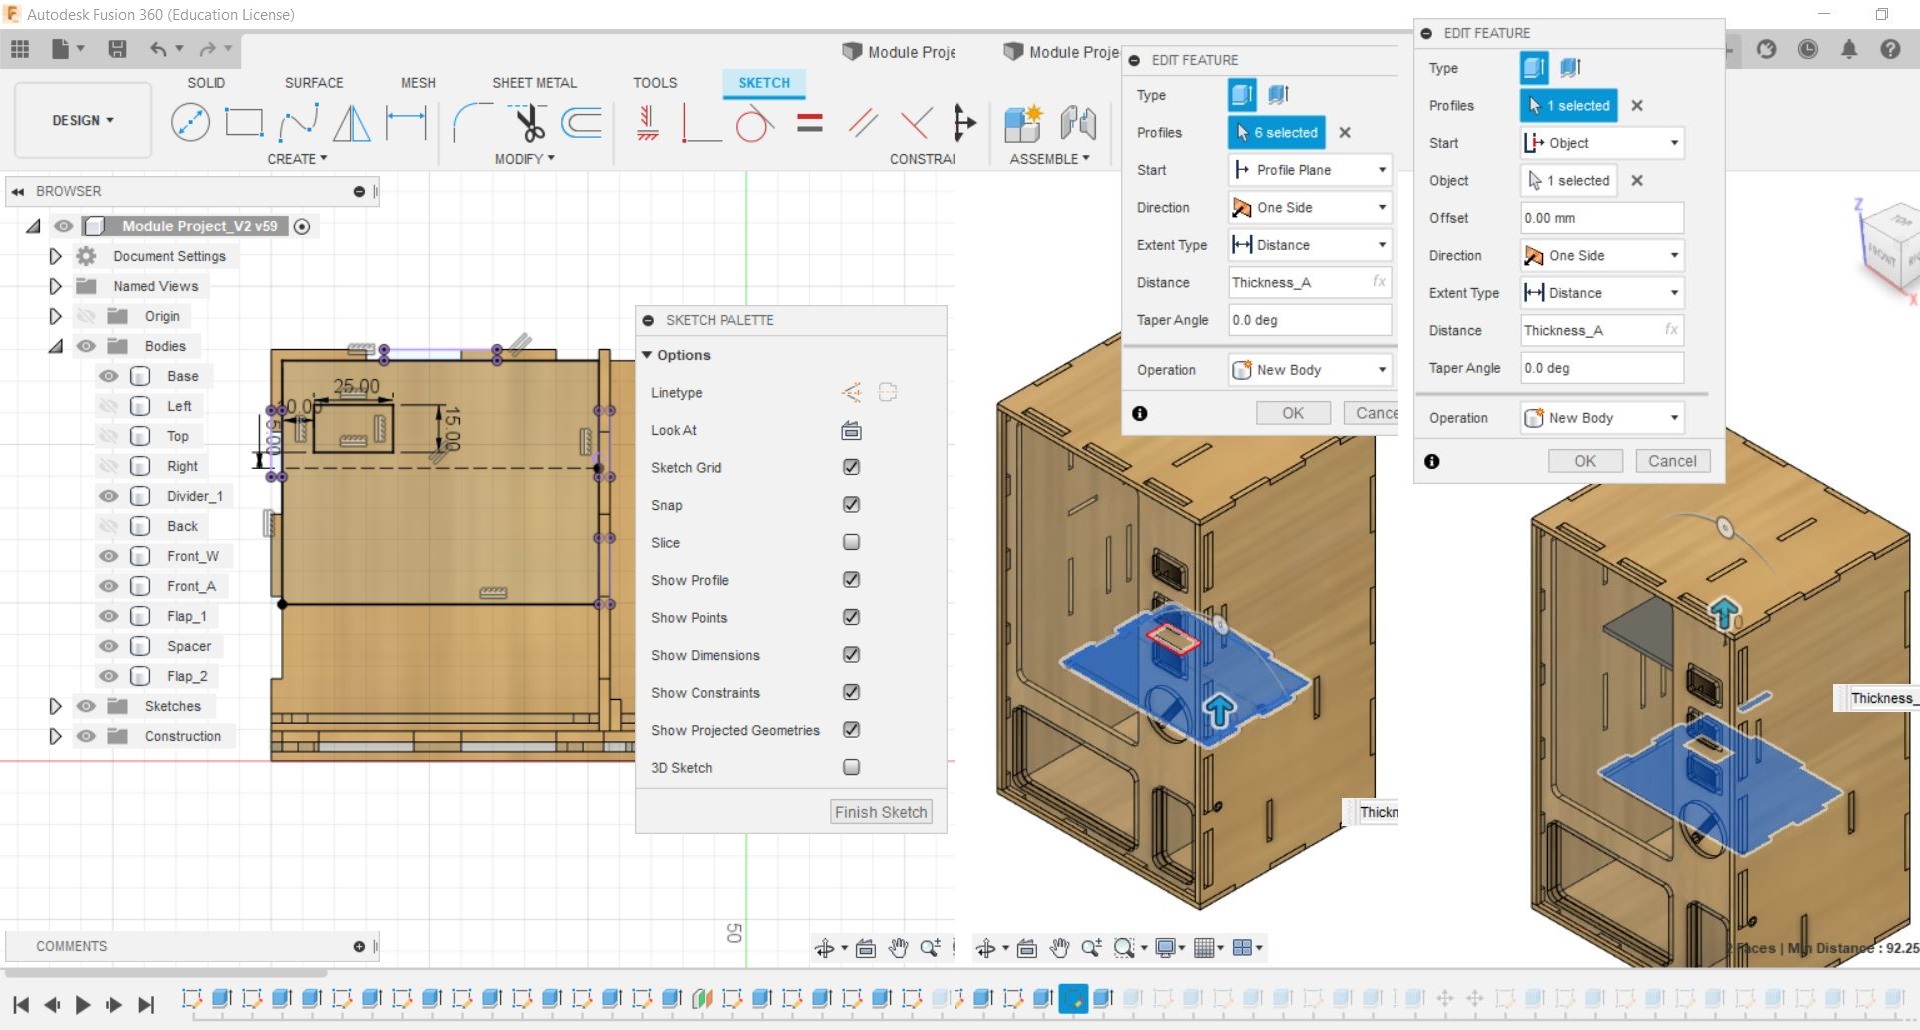 Autodesk Fusion 360 (Education License)
Module Proje
Module Proje
SOLID
SURFACE
MESH
SHEET METAL
TOOLS
SKETCH
DESIGN
CREATE
MODIFY
CONSTRAI
ASSEMBLE
BROWSER
Module Project_V2 v59
Document Settings
Named Views
Origin
Bodies
Base
Left
Top
Right
Divider_1
Back
Front_W
Front_A
Flap_1
Spacer
Flap_2
Sketches
Construction
COMMENTS
25.00
15.00
50
SKETCH PALETTE
Options
Linetype
Look At
Sketch Grid
Snap
Slice
Show Profile
Show Points
Show Dimensions
Show Constraints
Show Projected Geometries
3D Sketch
Finish Sketch
EDIT FEATURE
Type
Profiles
6 selected
Start
Profile Plane
Direction
One Side
Extent Type
Distance
Distance
Thickness_A
fx
Taper Angle
0.0 deg
Operation
New Body
OK
Cance
Thickn
EDIT FEATURE
Type
Profiles
1 selected
Start
Object
Object
1 selected
Offset
0.00 mm
Direction
One Side
Extent Type
Distance
Distance
Thickness_A
fx
Taper Angle
0.0 deg
Operation
New Body
OK
Cancel
Z
TOP
FRONT
X
Thickness_
2 Faces | Min Distance : 92.25